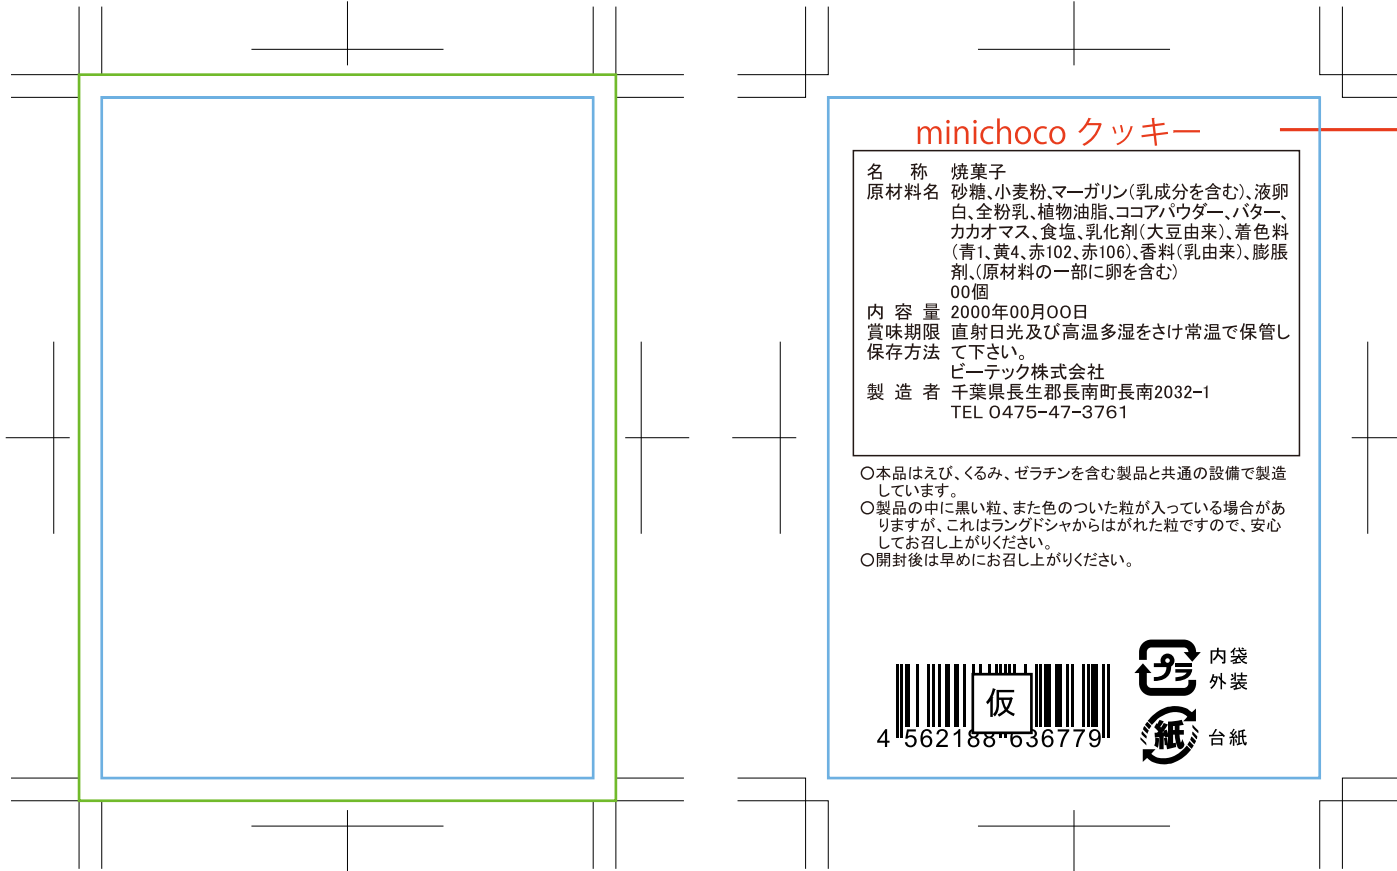 minichoco クッキー
名　称 焼菓子
原材料名 砂糖、小麦粉、マーガリン(乳成分を含む)、液卵
白、全粉乳、植物油脂、ココアパウダー、バター、
カカオマス、食塩、乳化剤(大豆由来)、着色料
(青1、黄4、赤102、赤106)、香料(乳由来)、膨脹
剤、(原材料の一部に卵を含む)
00個
内 容 量 2000年00月OO日
賞味期限 直射日光及び高温多湿をさけ常温で保管し
保存方法 て下さい。
ビーテック株式会社
製 造 者 千葉県長生郡長南町長南2032-1
TEL 0475-47-3761
○本品はえび、くるみ、ゼラチンを含む製品と共通の設備で製造
しています。
○製品の中に黒い粒、また色のついた粒が入っている場合があ
りますが、これはラングドシャからはがれた粒ですので、安心
してお召し上がりください。
○開封後は早めにお召し上がりください。
仮
4 562188 636779
プラ 内袋
外装
紙 台紙